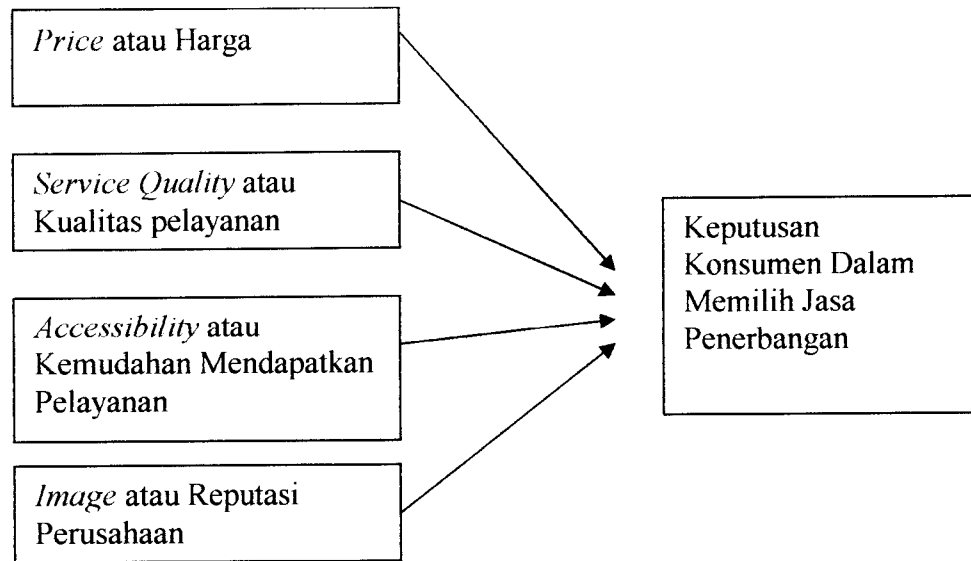 Price atau Harga
Service Quality atau
Kualitas pelayanan
Accessibility atau
Kemudahan Mendapatkan
Pelayanan
Image atau Reputasi
Perusahaan
Keputusan
Konsumen Dalam
Memilih Jasa
Penerbangan